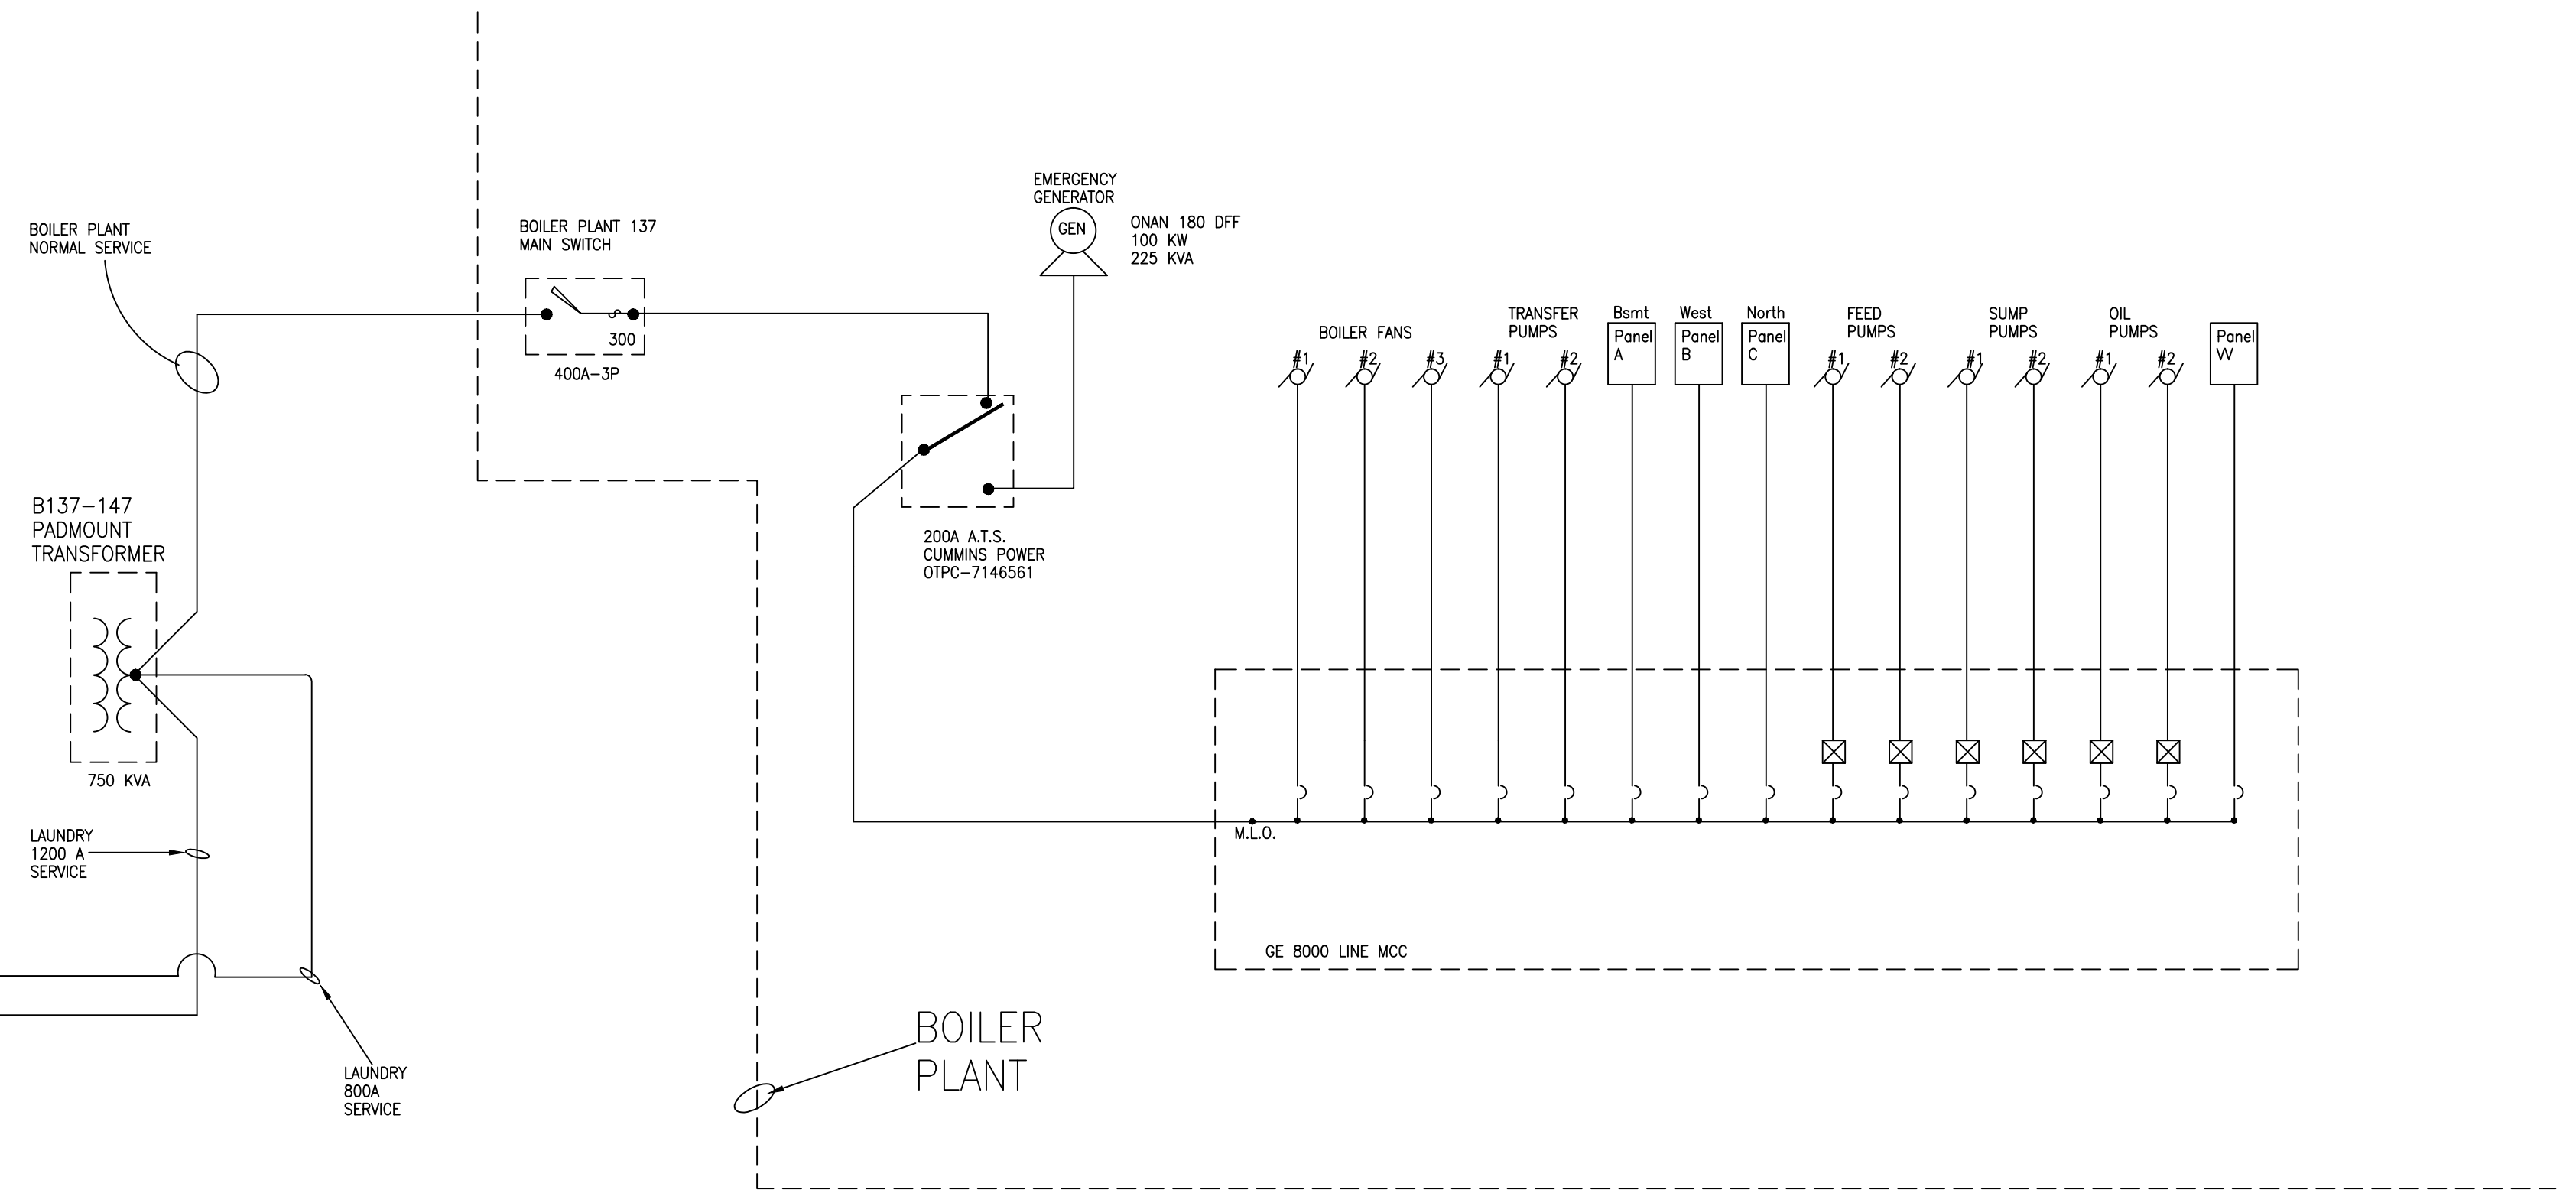 BOILER PLANT
NORMAL SERVICE
BOILER PLANT 137
MAIN SWITCH
300
400A-3P
EMERGENCY
GENERATOR
GEN
ONAN 180 DFF
100 KW
225 KVA
200A A.T.S.
CUMMINS POWER
OTPC-7146561
B137-147
PADMOUNT
TRANSFORMER
750 KVA
LAUNDRY
1200 A
SERVICE
LAUNDRY
800A
SERVICE
BOILER
PLANT
BOILER FANS
#1 #2 #3
TRANSFER
PUMPS
#1 #2
Bsmt
Panel
A
West
Panel
B
North
Panel
C
FEED
PUMPS
#1 #2
SUMP
PUMPS
#1 #2
OIL
PUMPS
#1 #2
Panel
W
M.L.O.
GE 8000 LINE MCC